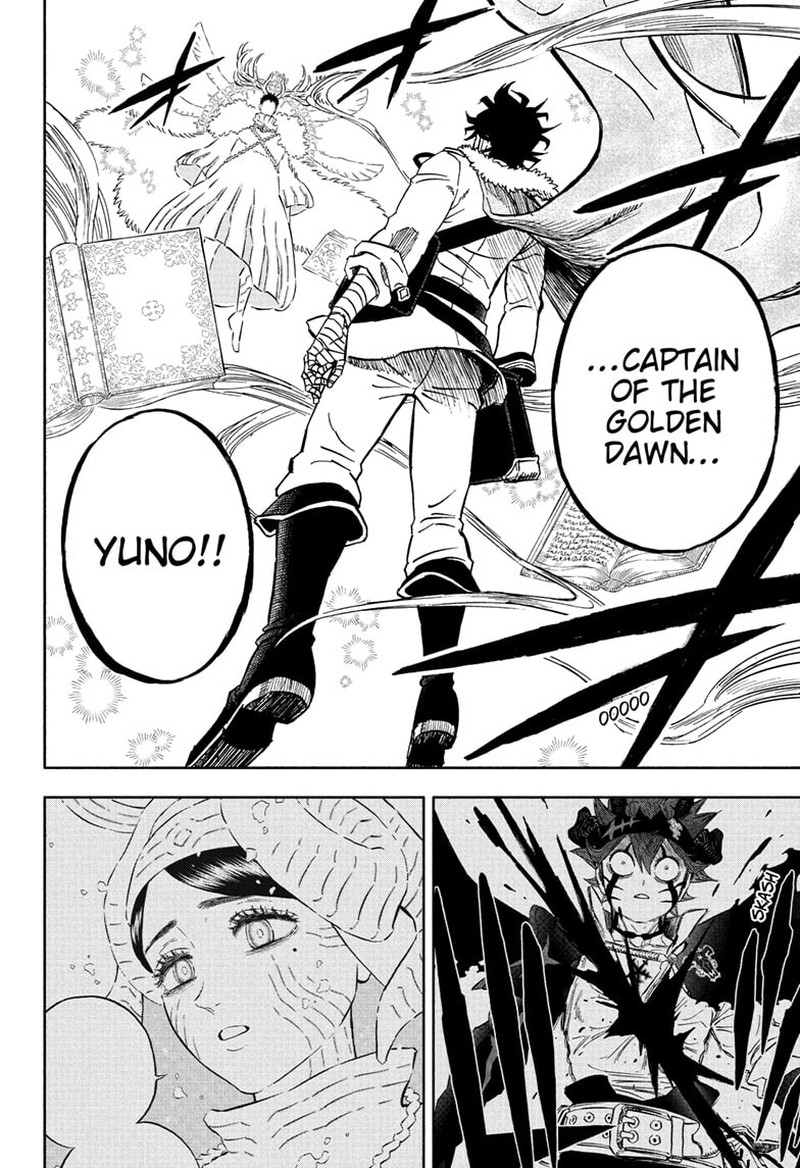 ...CAPTAIN
OF THE
GOLDEN
DAWN...
YUNO!!
OOOOO
SKASH